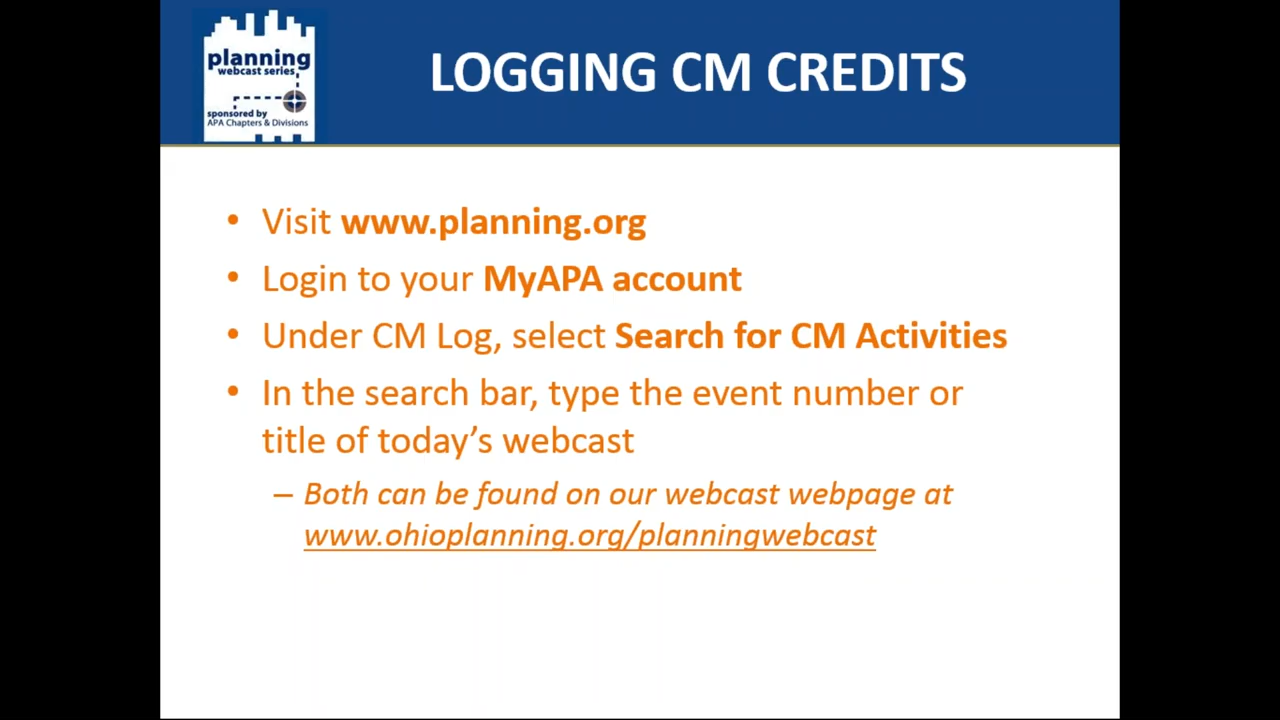 planning
webcast series
sponsored by
APA Chapters & Divisions
LOGGING CM CREDITS
• Visit www.planning.org
• Login to your MyAPA account
• Under CM Log, select Search for CM Activities
• In the search bar, type the event number or
title of today’s webcast
– Both can be found on our webcast webpage at
www.ohioplanning.org/planningwebcast